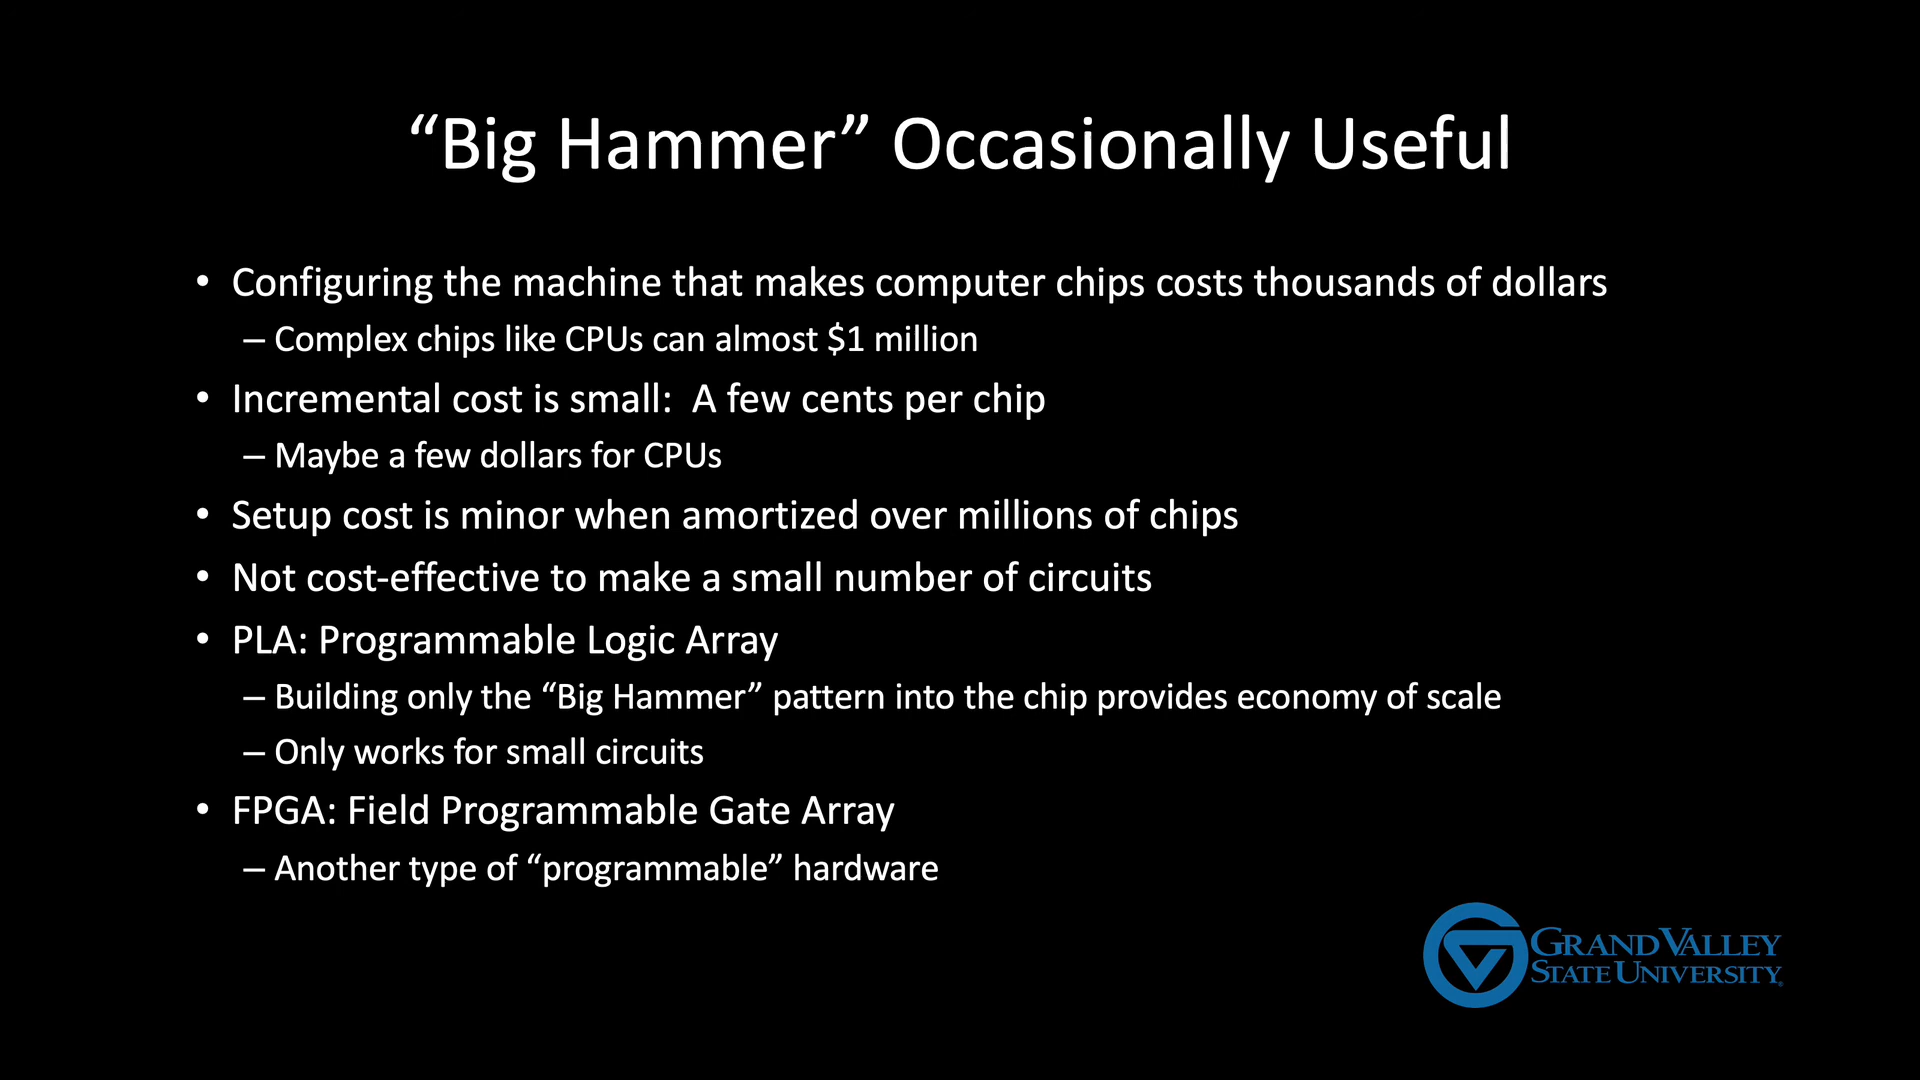 “Big Hammer” Occasionally Useful
• Configuring the machine that makes computer chips costs thousands of dollars
– Complex chips like CPUs can almost $1 million
• Incremental cost is small:  A few cents per chip
– Maybe a few dollars for CPUs
• Setup cost is minor when amortized over millions of chips
• Not cost-effective to make a small number of circuits
• PLA: Programmable Logic Array
– Building only the “Big Hammer” pattern into the chip provides economy of scale
– Only works for small circuits
• FPGA: Field Programmable Gate Array
– Another type of “programmable” hardware
GRAND VALLEY
STATE UNIVERSITY